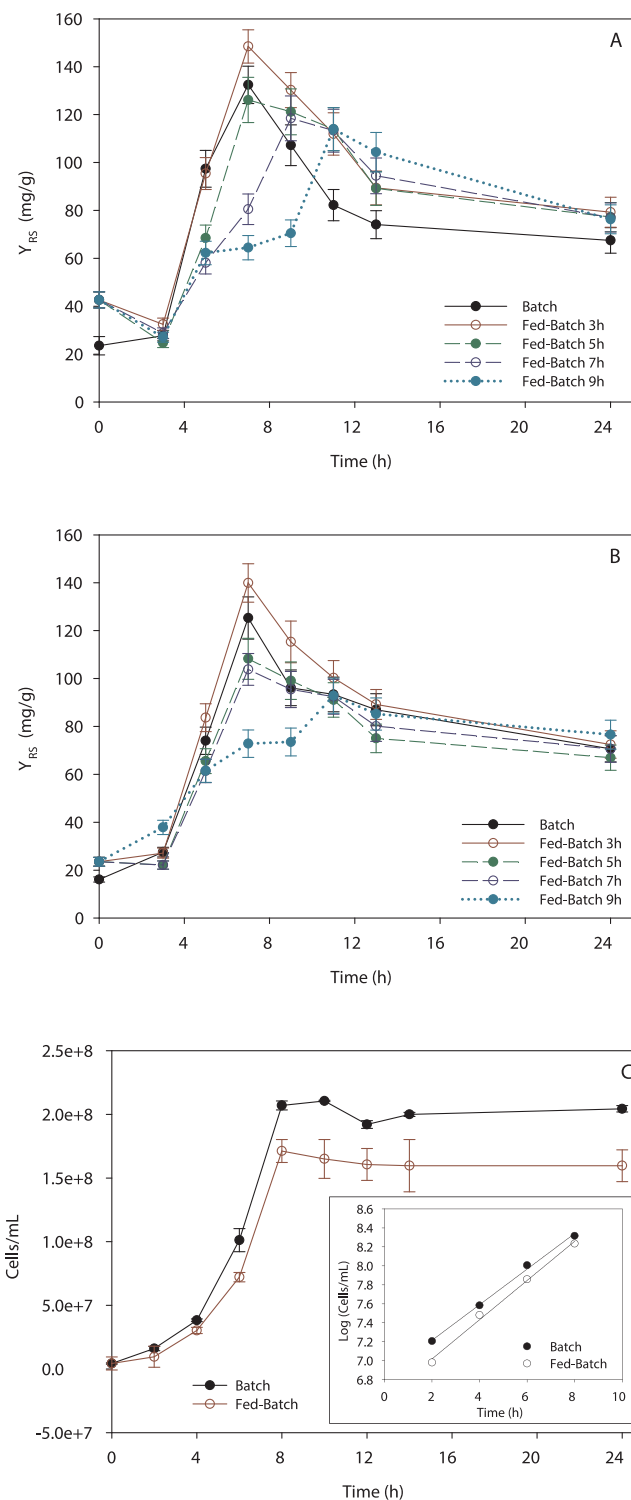 160
140
120
100
80
60
40
20
0
Y RS (mg/g)
A
Batch
Fed-Batch 3h
Fed-Batch 5h
Fed-Batch 7h
Fed-Batch 9h
0 4 8 12 16 20 24
Time (h)
160
140
120
100
80
60
40
20
0
Y RS (mg/g)
B
Batch
Fed-Batch 3h
Fed-Batch 5h
Fed-Batch 7h
Fed-Batch 9h
0 4 8 12 16 20 24
Time (h)
2.5e+8
2.0e+8
1.5e+8
1.0e+8
5.0e+7
0.0
-5.0e+7
Cells/mL
C
Batch
Fed-Batch
8.6
8.4
8.2
8.0
7.8
7.6
7.4
7.2
7.0
6.8
Log (Cells/mL)
Batch
Fed-Batch
0 2 4 6 8 10
Time (h)
0 4 8 12 16 20 24
Time (h)